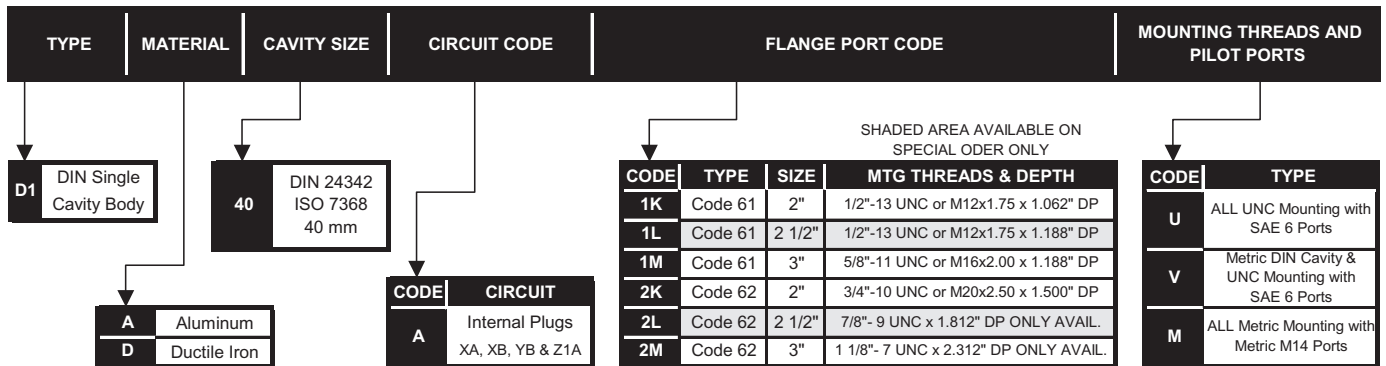 TYPE
MATERIAL
CAVITY SIZE
CIRCUIT CODE
FLANGE PORT CODE
MOUNTING THREADS AND
PILOT PORTS
D1
DIN Single
Cavity Body
A Aluminum
D Ductile Iron
40
DIN 24342
ISO 7368
40 mm
CODE CIRCUIT
A
Internal Plugs
XA, XB, YB & Z1A
SHADED AREA AVAILABLE ON
SPECIAL ODER ONLY
CODE TYPE SIZE MTG THREADS & DEPTH
1K Code 61 2" 1/2"-13 UNC or M12x1.75 x 1.062" DP
1L Code 61 2 1/2" 1/2"-13 UNC or M12x1.75 x 1.188" DP
1M Code 61 3" 5/8"-11 UNC or M16x2.00 x 1.188" DP
2K Code 62 2" 3/4"-10 UNC or M20x2.50 x 1.500" DP
2L Code 62 2 1/2" 7/8"- 9 UNC x 1.812" DP ONLY AVAIL.
2M Code 62 3" 1 1/8"- 7 UNC x 2.312" DP ONLY AVAIL.
CODE TYPE
U
ALL UNC Mounting with
SAE 6 Ports
V
Metric DIN Cavity &
UNC Mounting with
SAE 6 Ports
M
ALL Metric Mounting with
Metric M14 Ports